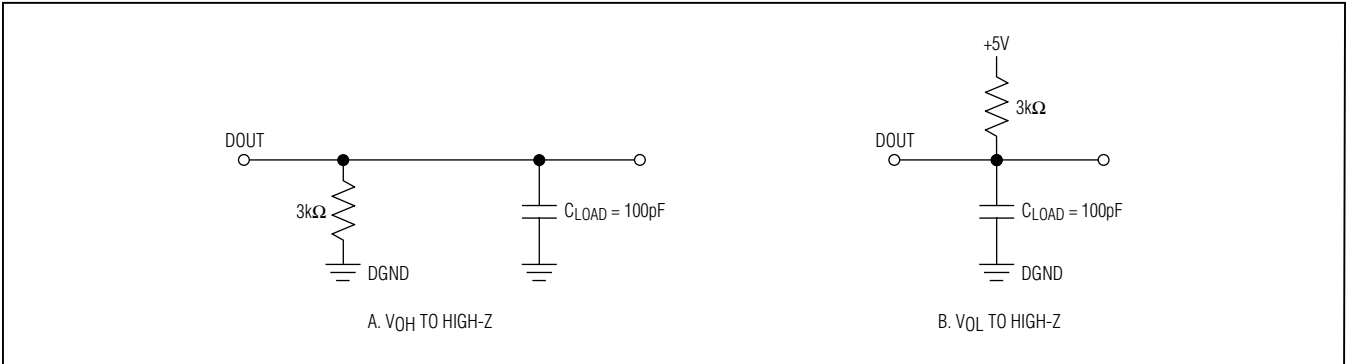 DOUT
3kΩ
CLOAD = 100pF
DGND
A. VOH TO HIGH-Z
+5V
3kΩ
DOUT
CLOAD = 100pF
DGND
B. VOL TO HIGH-Z